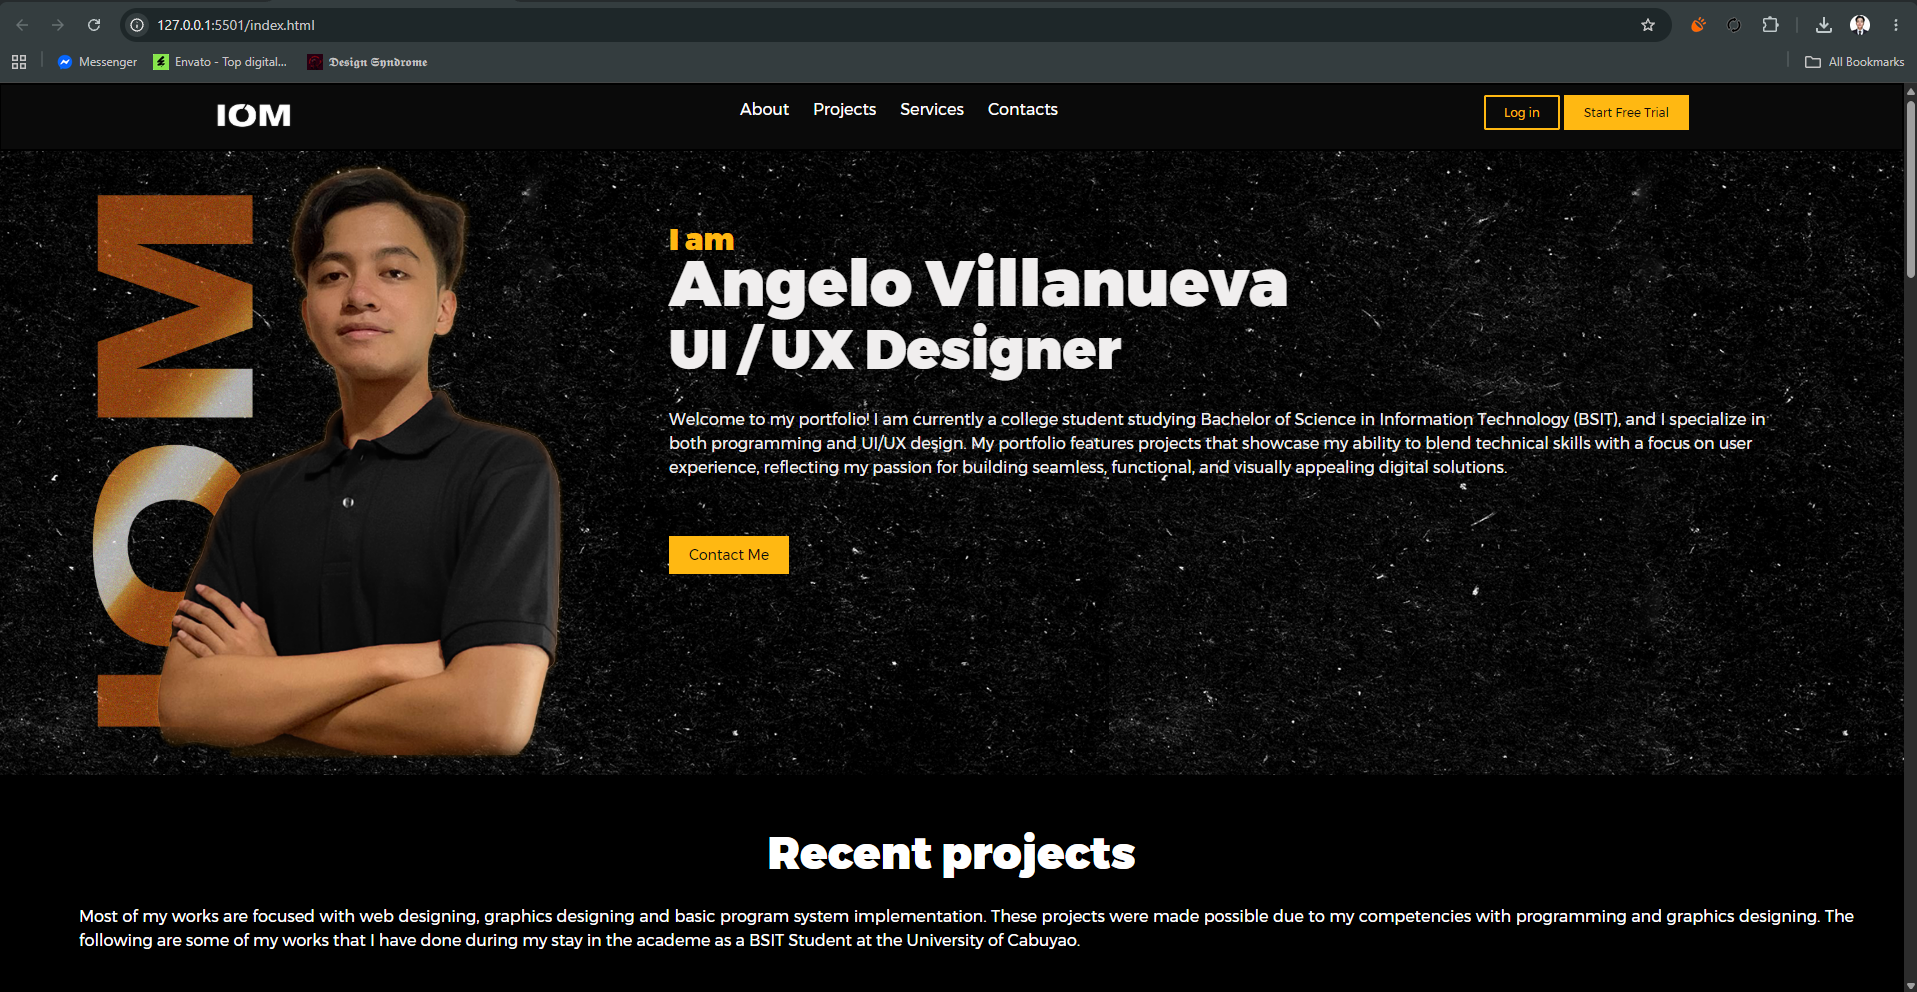 127.0.0.1:5501/index.html
Messenger
Envato - Top digital...
Design Syndrome
All Bookmarks
IOM
About
Projects
Services
Contacts
Log in
Start Free Trial
IOM
I am
Angelo Villanueva
UI / UX Designer
Welcome to my portfolio! I am currently a college student studying Bachelor of Science in Information Technology (BSIT), and I specialize in
both programming and UI/UX design. My portfolio features projects that showcase my ability to blend technical skills with a focus on user
experience, reflecting my passion for building seamless, functional, and visually appealing digital solutions.
Contact Me
Recent projects
Most of my works are focused with web designing, graphics designing and basic program system implementation. These projects were made possible due to my competencies with programming and graphics designing. The
following are some of my works that I have done during my stay in the academe as a BSIT Student at the University of Cabuyao.